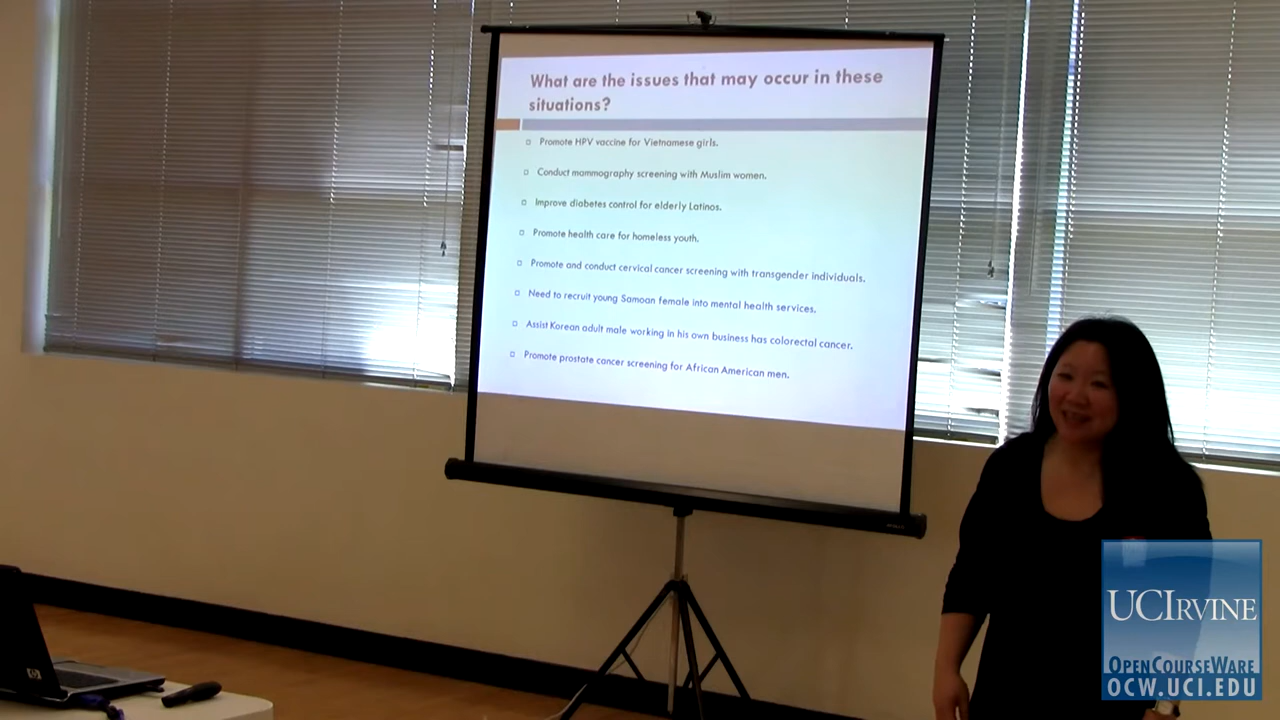 What are the issues that may occur in these
situations?
Promote HPV vaccine for Vietnamese girls.
Conduct mammography screening with Muslim women.
Improve diabetes control for elderly Latinos.
Promote health care for homeless youth.
Promote and conduct cervical cancer screening with transgender individuals.
Need to recruit young Samoan female into mental health services.
Assist Korean adult male working in his own business has colorectal cancer.
Promote prostate cancer screening for African American men.
hp
UCIRVINE
OPENCOURSEWARE
OCW.UCI.EDU